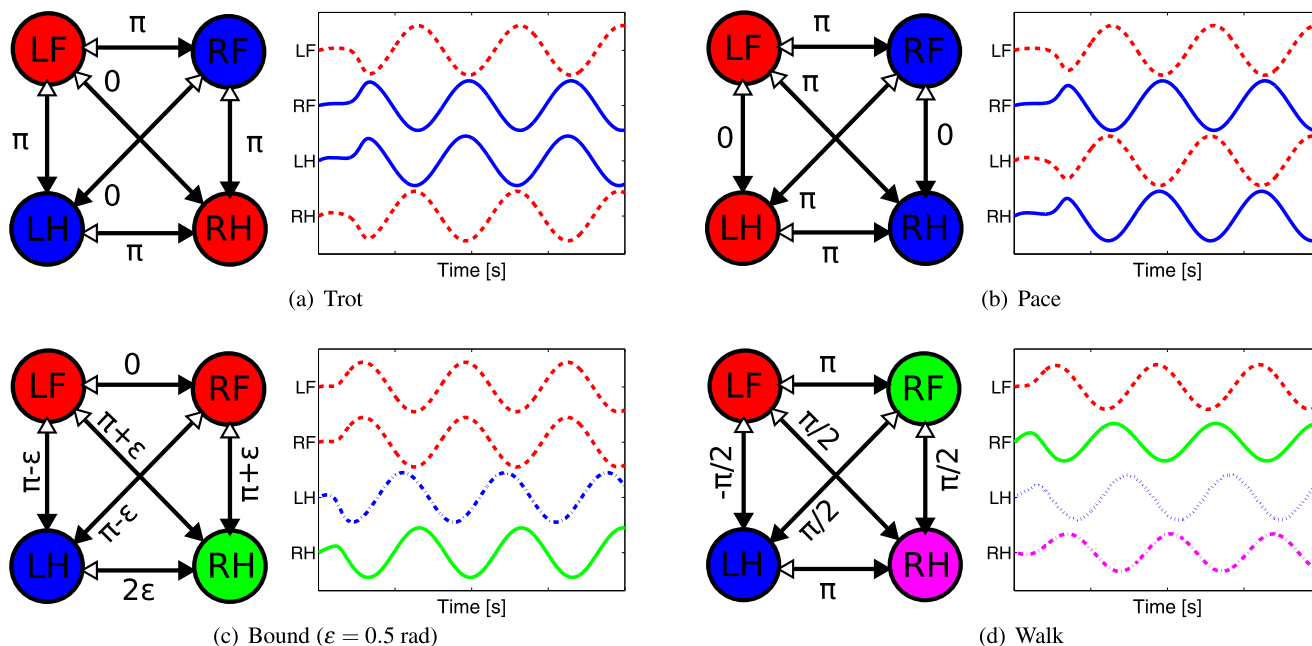 LF
π
RF
0
π
π
0
LH
π
RH
LF
RF
LH
RH
Time [s]
(a) Trot
LF
π
RF
π
0
0
π
LH
π
RH
LF
RF
LH
RH
Time [s]
(b) Pace
LF
0
RF
π+ε
π-ε
π+ε
π-ε
LH
2ε
RH
LF
RF
LH
RH
Time [s]
(c) Bound (ε = 0.5 rad)
LF
π
RF
π/2
-π/2
π/2
π/2
LH
π
RH
LF
RF
LH
RH
Time [s]
(d) Walk